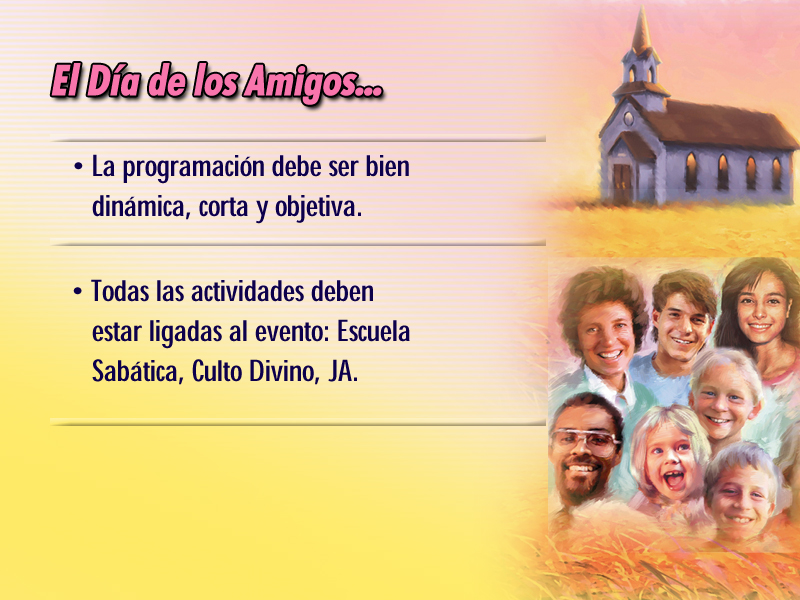 El Día de los Amigos...
• La programación debe ser bien
dinámica, corta y objetiva.
• Todas las actividades deben
estar ligadas al evento: Escuela
Sabática, Culto Divino, JA.